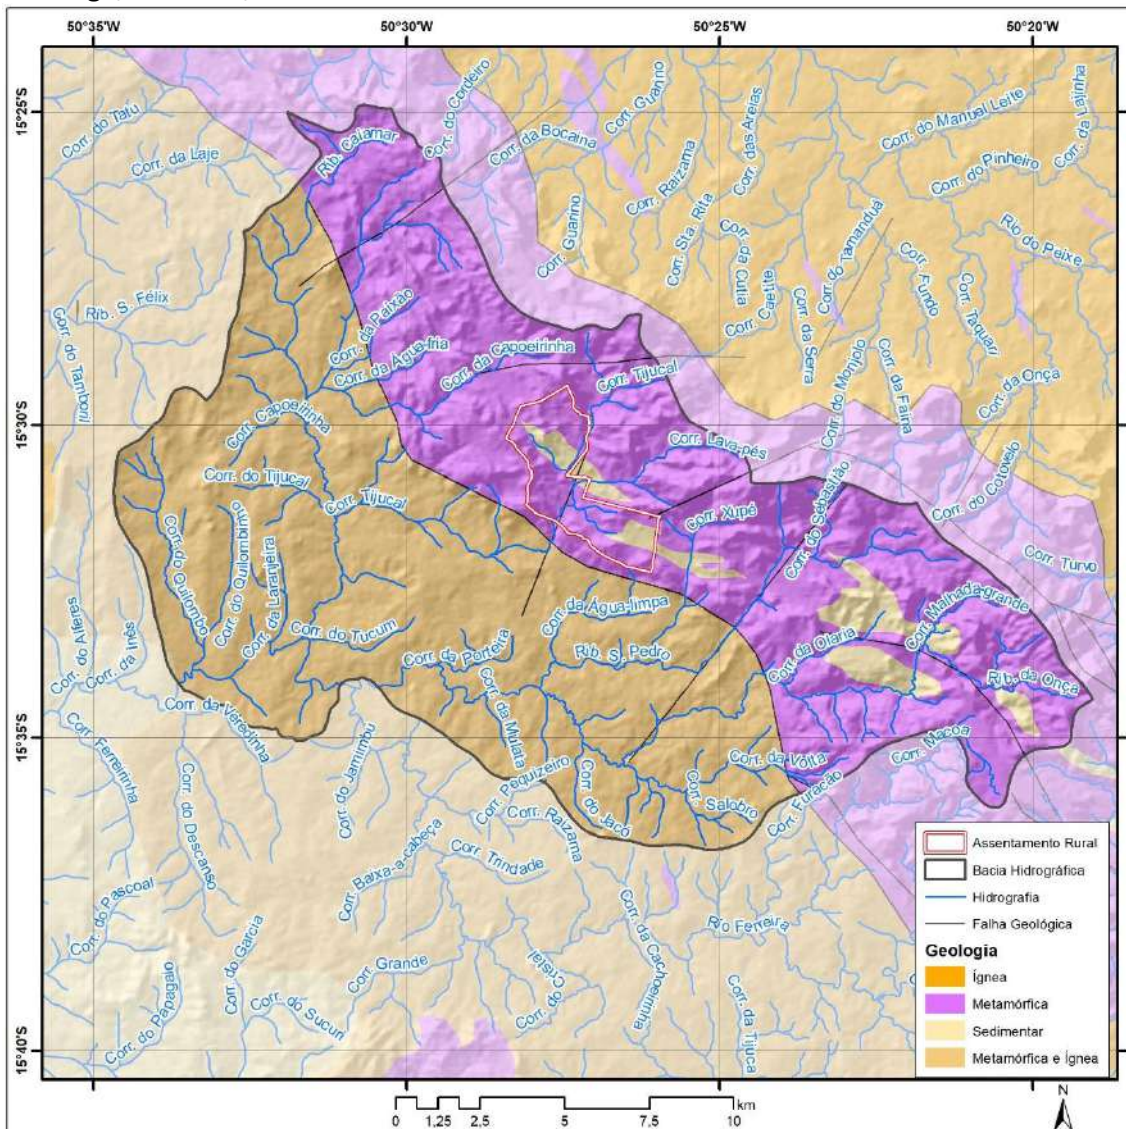 50°35'W
50°30'W
50°25'W
50°20'W
15°25'S
15°30'S
15°35'S
15°40'S
Corr. do Tatu
Corr. da Laje
Rib. Caiamar
Corr. do Cordeiro
Corr. da Bocaina
Corr. Guarino
Corr. das Areias
Corr. do Manual Leite
Corr. do Pinheiro
Corr. Raizama
Corr. Sta. Rita
Corr. Guarino
Corr. da Cutia
Corr. Caetite
Corr. do Tamanduá
Rio do Peixe
Corr. Fundo
Corr. Taquari
Corr. da Serra
Corr. do Monjolo
Corr. da Faina
Corr. da Onça
Rib. S. Félix
Corr. do Tamboril
Corr. da Paixão
Corr. da Água-fria
Corr. da Capoeirinha
Corr. Tijucal
Corr. Capoeirinha
Corr. Lava-pés
Corr. do Cotovelo
Corr. do Tijucal
Corr. Tijucal
Corr. Xupé
Corr. do Sebastião
Corr. Turvo
Corr. do Quilombo
Corr. do Quilombinho
Corr. da Laranjeira
Corr. do Tucum
Corr. da Água-limpa
Corr. Malhada-grande
Corr. da Olaria
Rib. S. Pedro
Corr. da Porteira
Rib. da Onça
Corr. do Alferes
Corr. da Inês
Corr. da Veredinha
Corr. da Mulata
Corr. Macoa
Corr. da Volta
Corr. Ferreirinha
Corr. do Jamimbu
Corr. Pequizeiro
Corr. do Jacó
Corr. Salobro
Corr. Furacão
Corr. Raizama
Corr. do Descanso
Corr. Baixa-a-cabeça
Corr. Trindade
Corr. do Pascoal
Corr. do Garcia
Corr. da Cachoeirinha
Rio Ferreira
Corr. Grande
Corr. do Cristal
Corr. do Papagaio
Corr. do Sucuri
Corr. da Tijuca
Assentamento Rural
Bacia Hidrográfica
Hidrografia
Falha Geológica
Geologia
Ígnea
Metamórfica
Sedimentar
Metamórfica e Ígnea
0 1,25 2,5 5 7,5 10 km
N